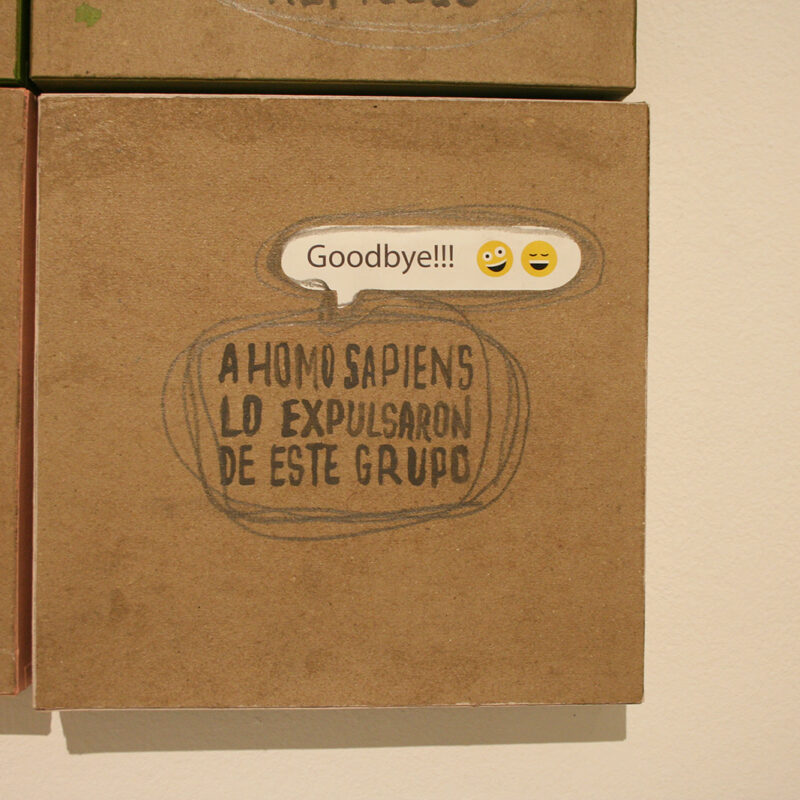 Goodbye!!!
A HOMO SAPIENS
LO EXPULSARON
DE ESTE GRUPO